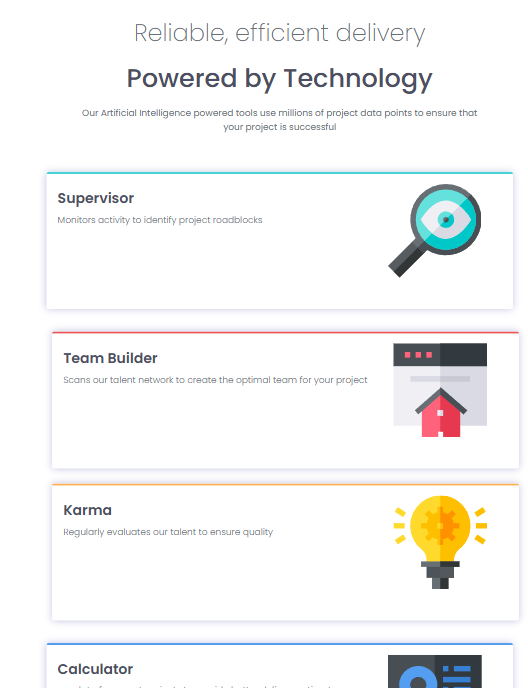 Reliable, efficient delivery
Powered by Technology
Our Artificial Intelligence powered tools use millions of project data points to ensure that
your project is successful
Supervisor
Monitors activity to identify project roadblocks
Team Builder
Scans our talent network to create the optimal team for your project
Karma
Regularly evaluates our talent to ensure quality
Calculator